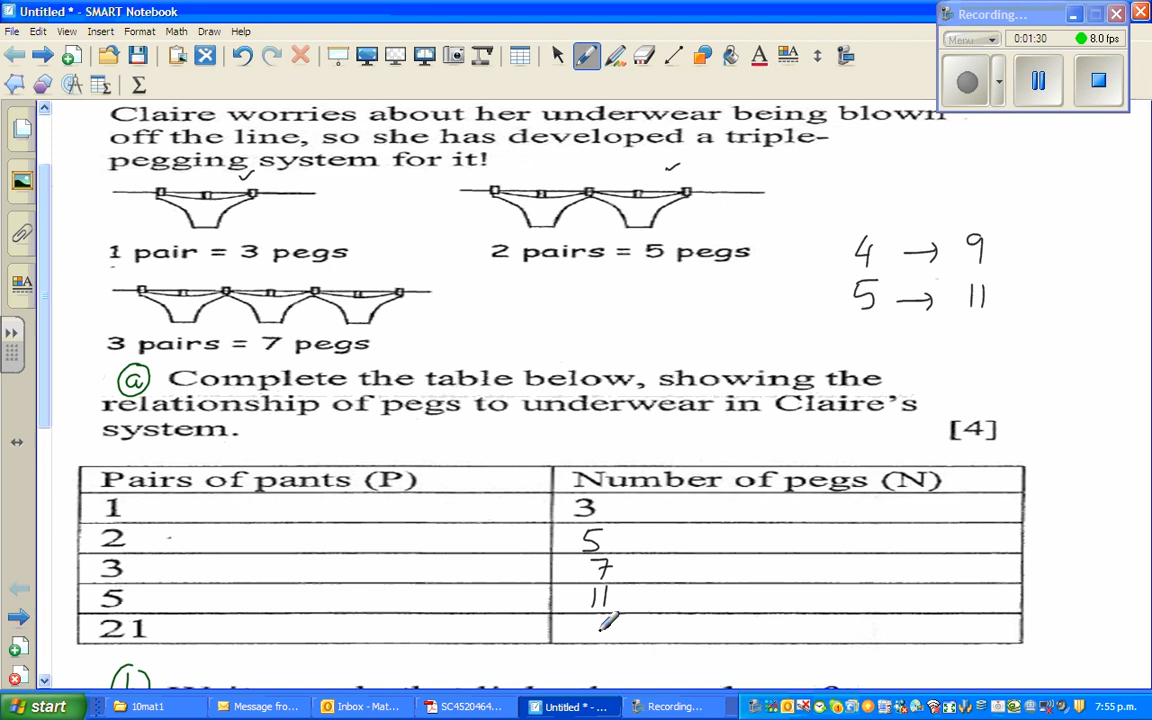 Untitled * - SMART Notebook
File Edit View Insert Format Math Draw Help
Recording...
Menu 0:01:30 8.0 fps
Claire worries about her underwear being blown
off the line, so she has developed a triple-
pegging system for it!
1 pair = 3 pegs
2 pairs = 5 pegs
4 → 9
5 → 11
3 pairs = 7 pegs
a Complete the table below, showing the
relationship of pegs to underwear in Claire's
system. [4]
Pairs of pants (P) Number of pegs (N)
1 3
2 5
3 7
5 11
21
start 10mat1 Message fro... Inbox - Mat... SC4520464... Untitled * - ... Recording... 7:55 p.m.